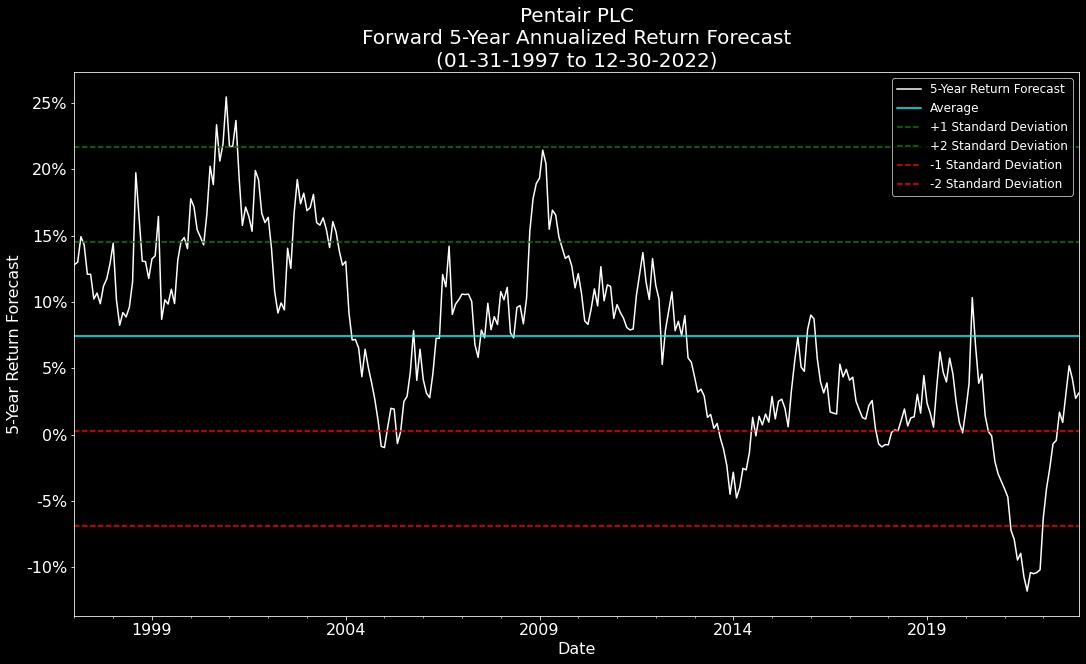 Pentair PLC
Forward 5-Year Annualized Return Forecast
(01-31-1997 to 12-30-2022)
5-Year Return Forecast
Average
+1 Standard Deviation
+2 Standard Deviation
-1 Standard Deviation
-2 Standard Deviation
5-Year Return Forecast
25%
20%
15%
10%
5%
0%
-5%
-10%
1999 2004 2009 2014 2019
Date